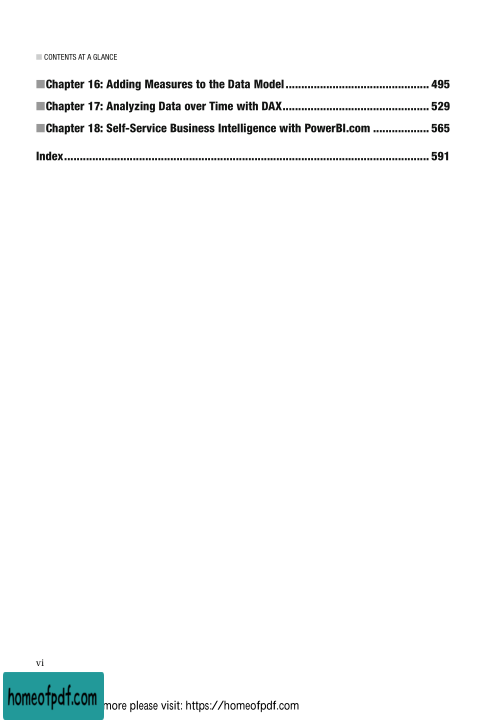 ■ CONTENTS AT A GLANCE
■Chapter 16: Adding Measures to the Data Model.............................................. 495
■Chapter 17: Analyzing Data over Time with DAX............................................... 529
■Chapter 18: Self-Service Business Intelligence with PowerBI.com .................. 565
Index..................................................................................................................... 591
vi
homeofpdf.com
more please visit: https://homeofpdf.com